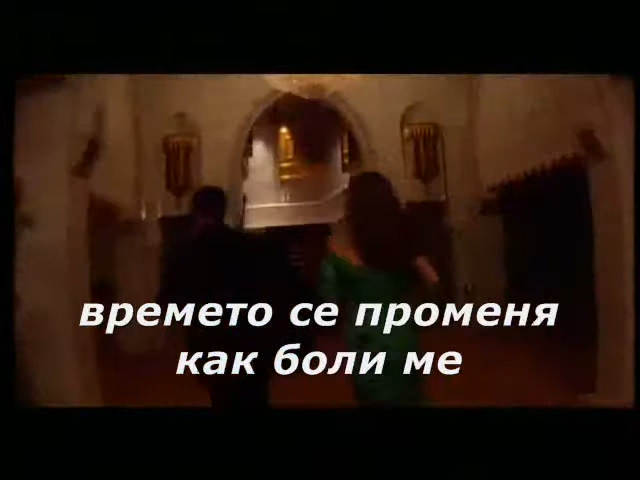 времето се променя
как боли ме